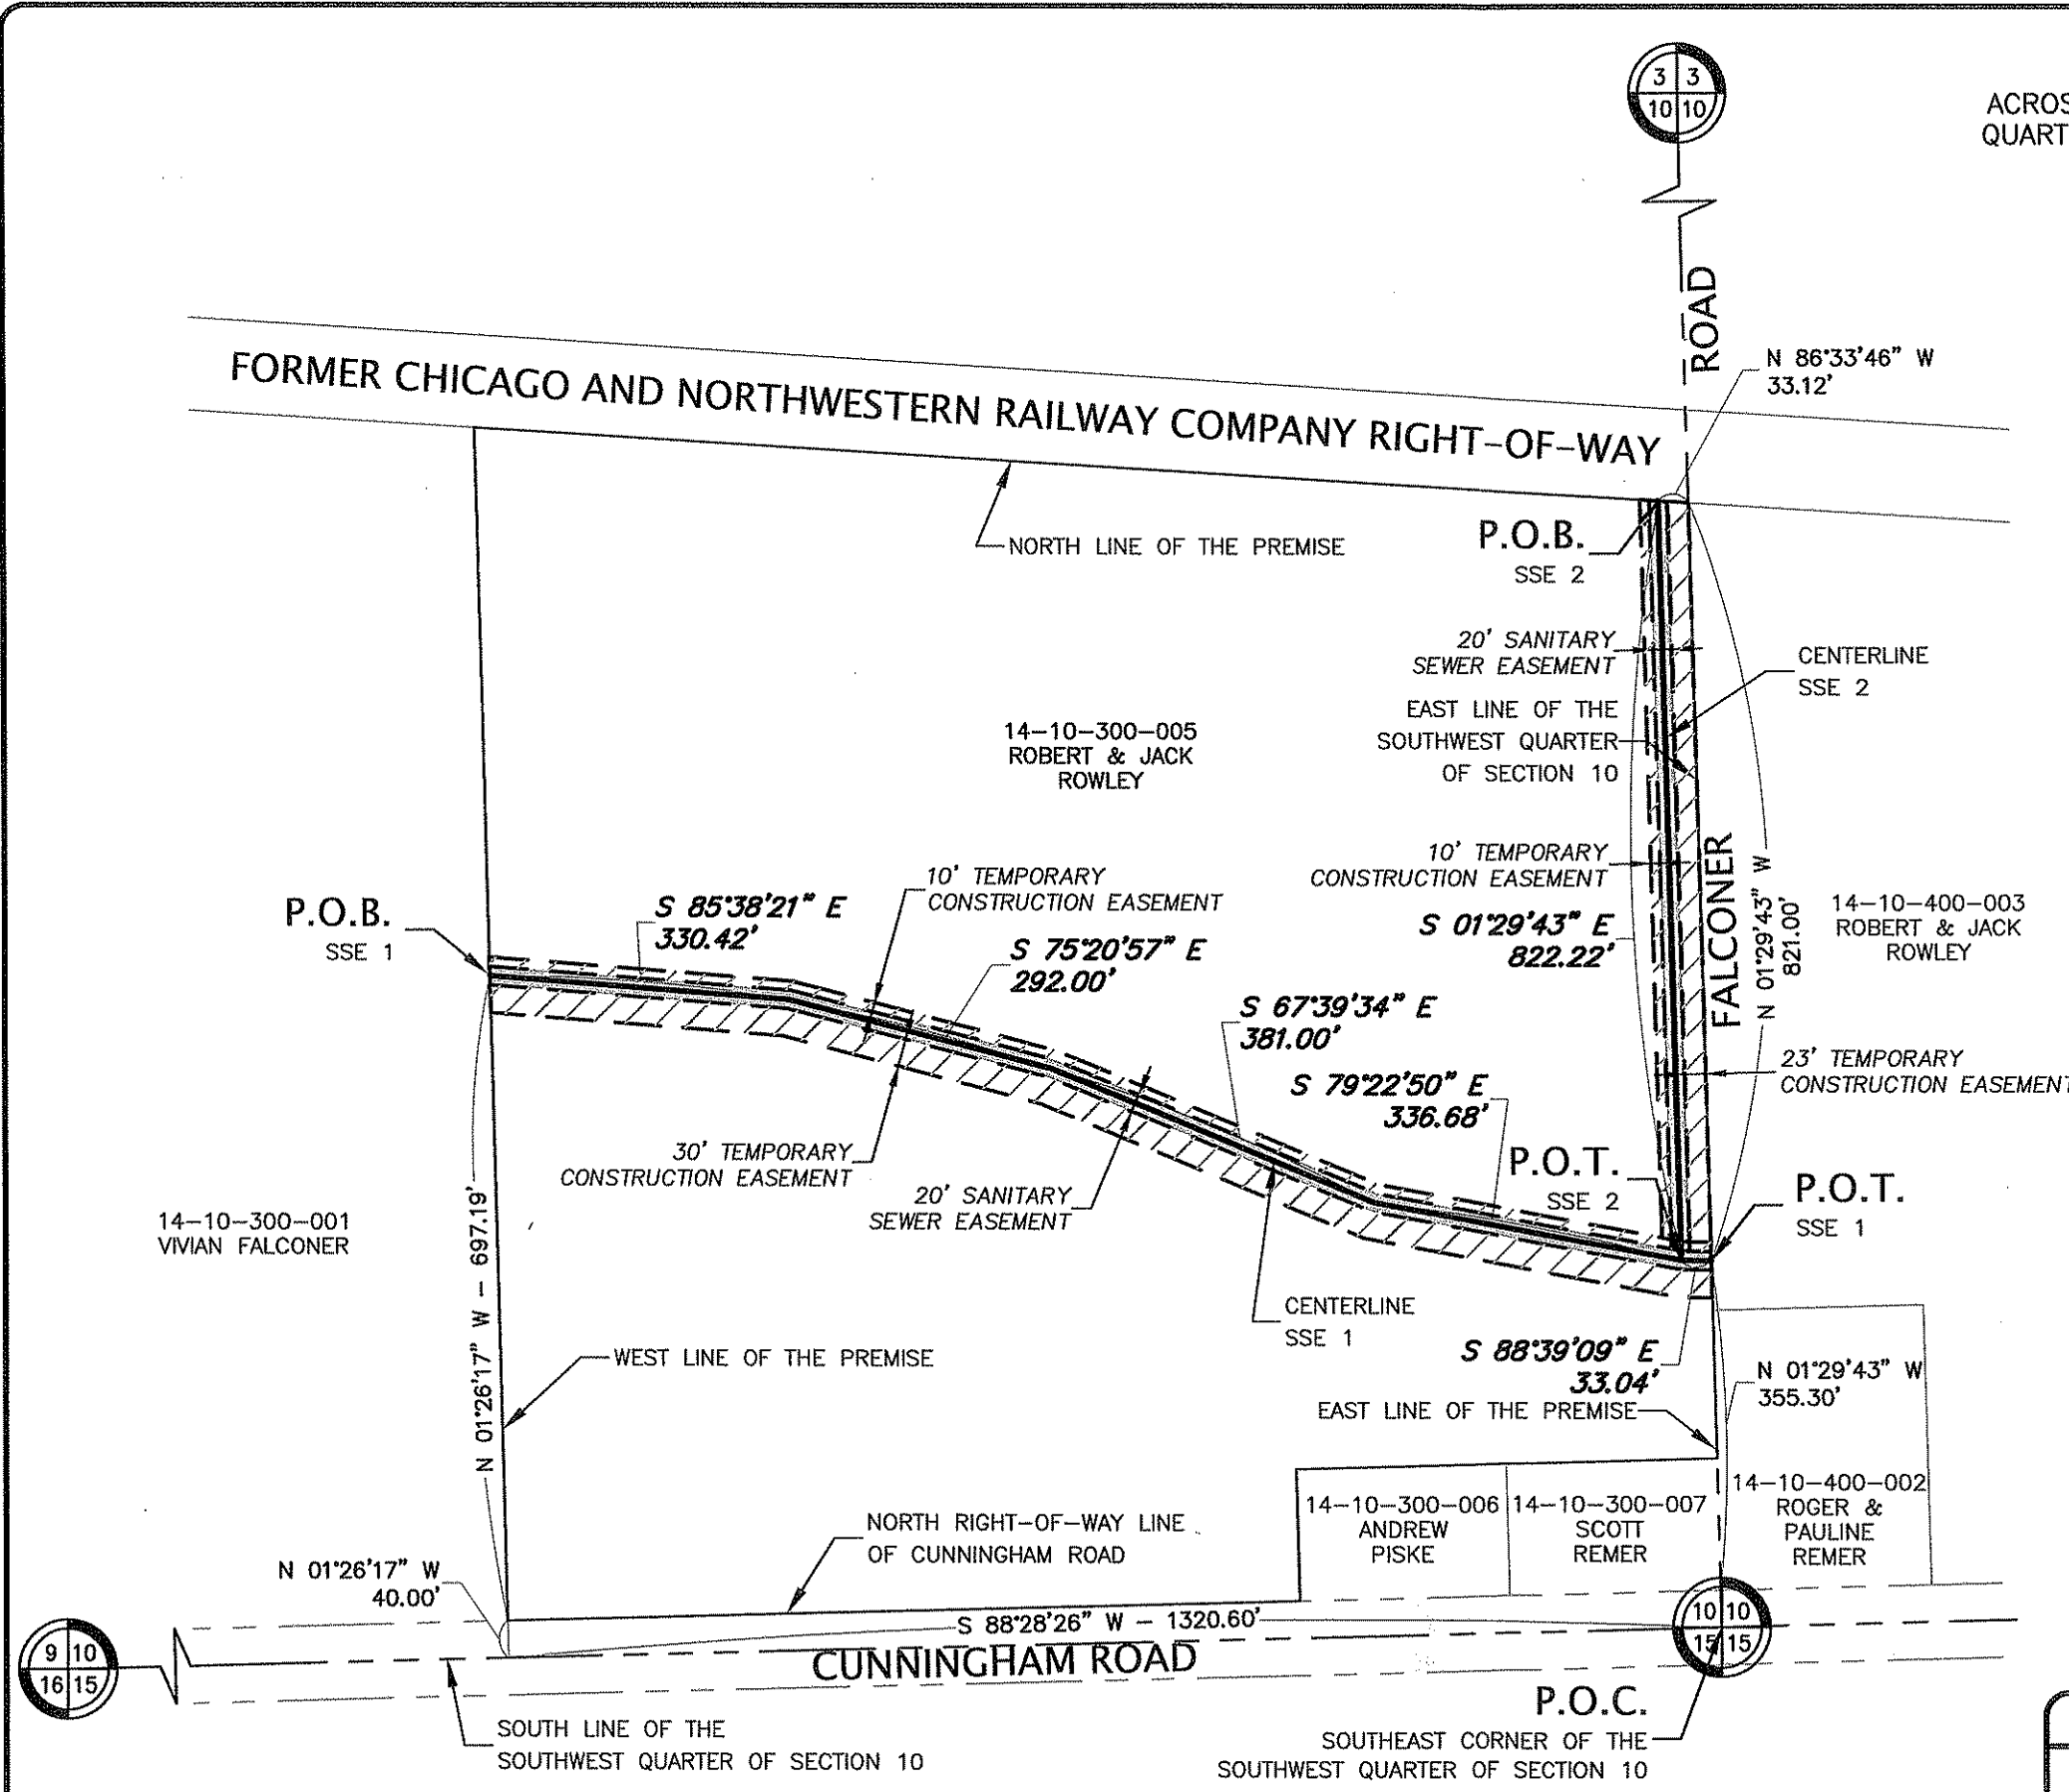 3 3
10 10
ACROS
QUART
ROAD
N 86°33'46" W
33.12'
FORMER CHICAGO AND NORTHWESTERN RAILWAY COMPANY RIGHT-OF-WAY
NORTH LINE OF THE PREMISE
P.O.B.
SSE 2
20' SANITARY
SEWER EASEMENT
CENTERLINE
SSE 2
EAST LINE OF THE
SOUTHWEST QUARTER
OF SECTION 10
14-10-300-005
ROBERT & JACK
ROWLEY
10' TEMPORARY
CONSTRUCTION EASEMENT
S 01°29'43" E
822.22'
FALCONER
N 01°29'43" W
821.00'
14-10-400-003
ROBERT & JACK
ROWLEY
P.O.B.
SSE 1
S 85°38'21" E
330.42'
10' TEMPORARY
CONSTRUCTION EASEMENT
S 75°20'57" E
292.00'
S 67°39'34" E
381.00'
S 79°22'50" E
336.68'
23' TEMPORARY
CONSTRUCTION EASEMENT
30' TEMPORARY
CONSTRUCTION EASEMENT
20' SANITARY
SEWER EASEMENT
P.O.T.
SSE 2
P.O.T.
SSE 1
14-10-300-001
VIVIAN FALCONER
N 01°26'17" W - 697.19'
CENTERLINE
SSE 1
WEST LINE OF THE PREMISE
S 88°39'09" E
33.04'
N 01°29'43" W
355.30'
EAST LINE OF THE PREMISE
14-10-300-006
ANDREW
PISKE
14-10-300-007
SCOTT
REMER
14-10-400-002
ROGER &
PAULINE
REMER
NORTH RIGHT-OF-WAY LINE
OF CUNNINGHAM ROAD
N 01°26'17" W
40.00'
S 88°28'26" W - 1320.60'
CUNNINGHAM ROAD
9 10
16 15
10 10
15 15
P.O.C.
SOUTHEAST CORNER OF THE
SOUTHWEST QUARTER OF SECTION 10
SOUTH LINE OF THE
SOUTHWEST QUARTER OF SECTION 10